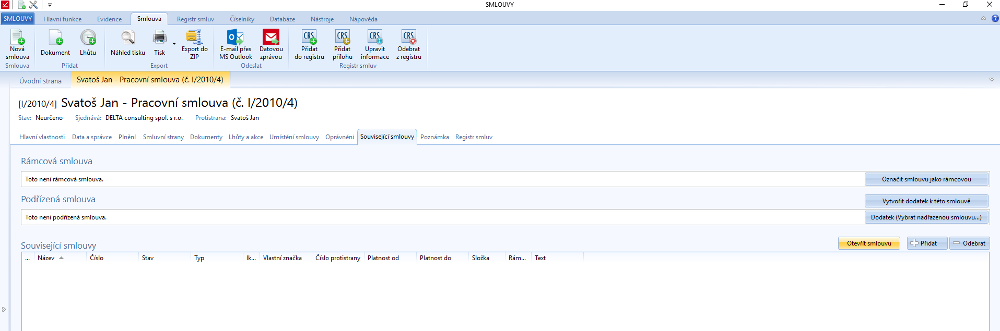 SMLOUVY
SMLOUVY Hlavní funkce Evidence Smlouva Registr smluv Číselníky Databáze Nástroje Nápověda
Nová smlouva
Dokument
Lhůtu
Náhled tisku
Tisk
Export do ZIP
E-mail přes MS Outlook
Datovou zprávou
Přidat do registru
Přidat přílohu
Upravit informace
Odebrat z registru
CRS CRS CRS CRS
Smlouva Přidat Export Odeslat Registr smluv
Úvodní strana Svatoš Jan - Pracovní smlouva (č. I/2010/4)
[I/2010/4] Svatoš Jan - Pracovní smlouva (č. I/2010/4)
Stav: Neurčeno Sjednává: DELTA consulting spol. s r.o. Protistrana: Svatoš Jan
Hlavní vlastnosti Data a správce Plnění Smluvní strany Dokumenty Lhůty a akce Umístění smlouvy Oprávnění Související smlouvy Poznámka Registr smluv
Rámcová smlouva
Toto není rámcová smlouva. Označit smlouvu jako rámcovou
Podřízená smlouva Vytvořit dodatek k této smlouvě
Toto není podřízená smlouva. Dodatek (Vybrat nadřazenou smlouvu...)
Související smlouvy Otevřít smlouvu Přidat Odebrat
... Název Číslo Stav Typ Ik... Vlastní značka Číslo protistrany Platnost od Platnost do Složka Rám... Text